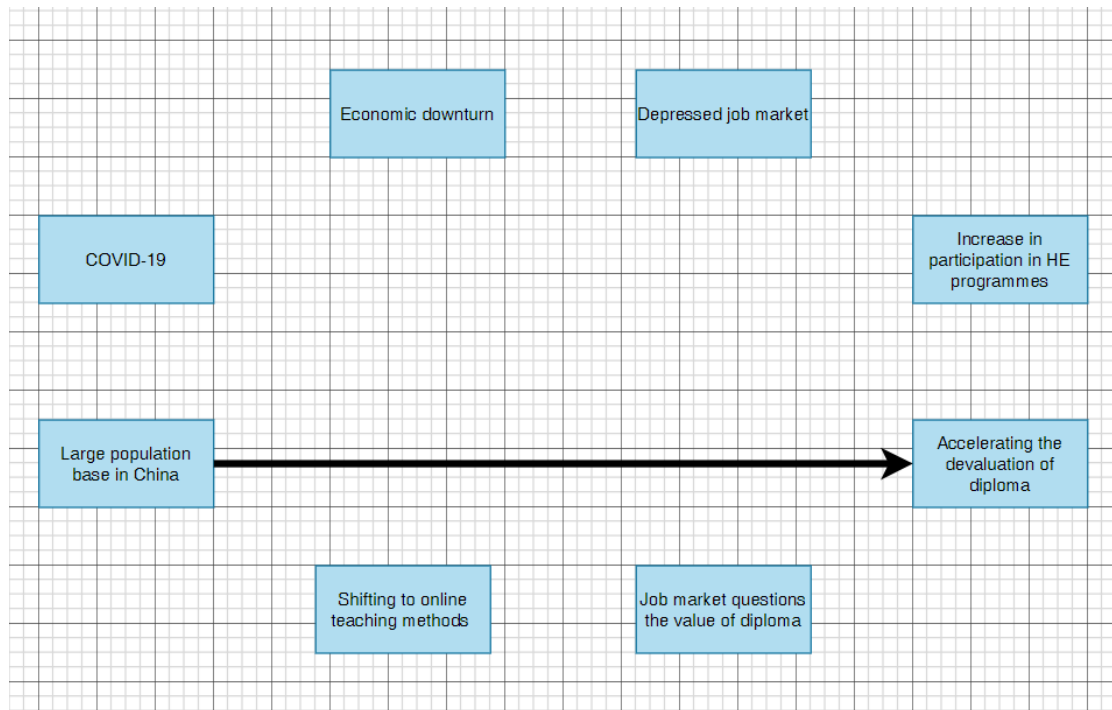 Economic downturn
Depressed job market
COVID-19
Increase in
participation in HE
programmes
Large population
base in China
Accelerating the
devaluation of
diploma
Shifting to online
teaching methods
Job market questions
the value of diploma